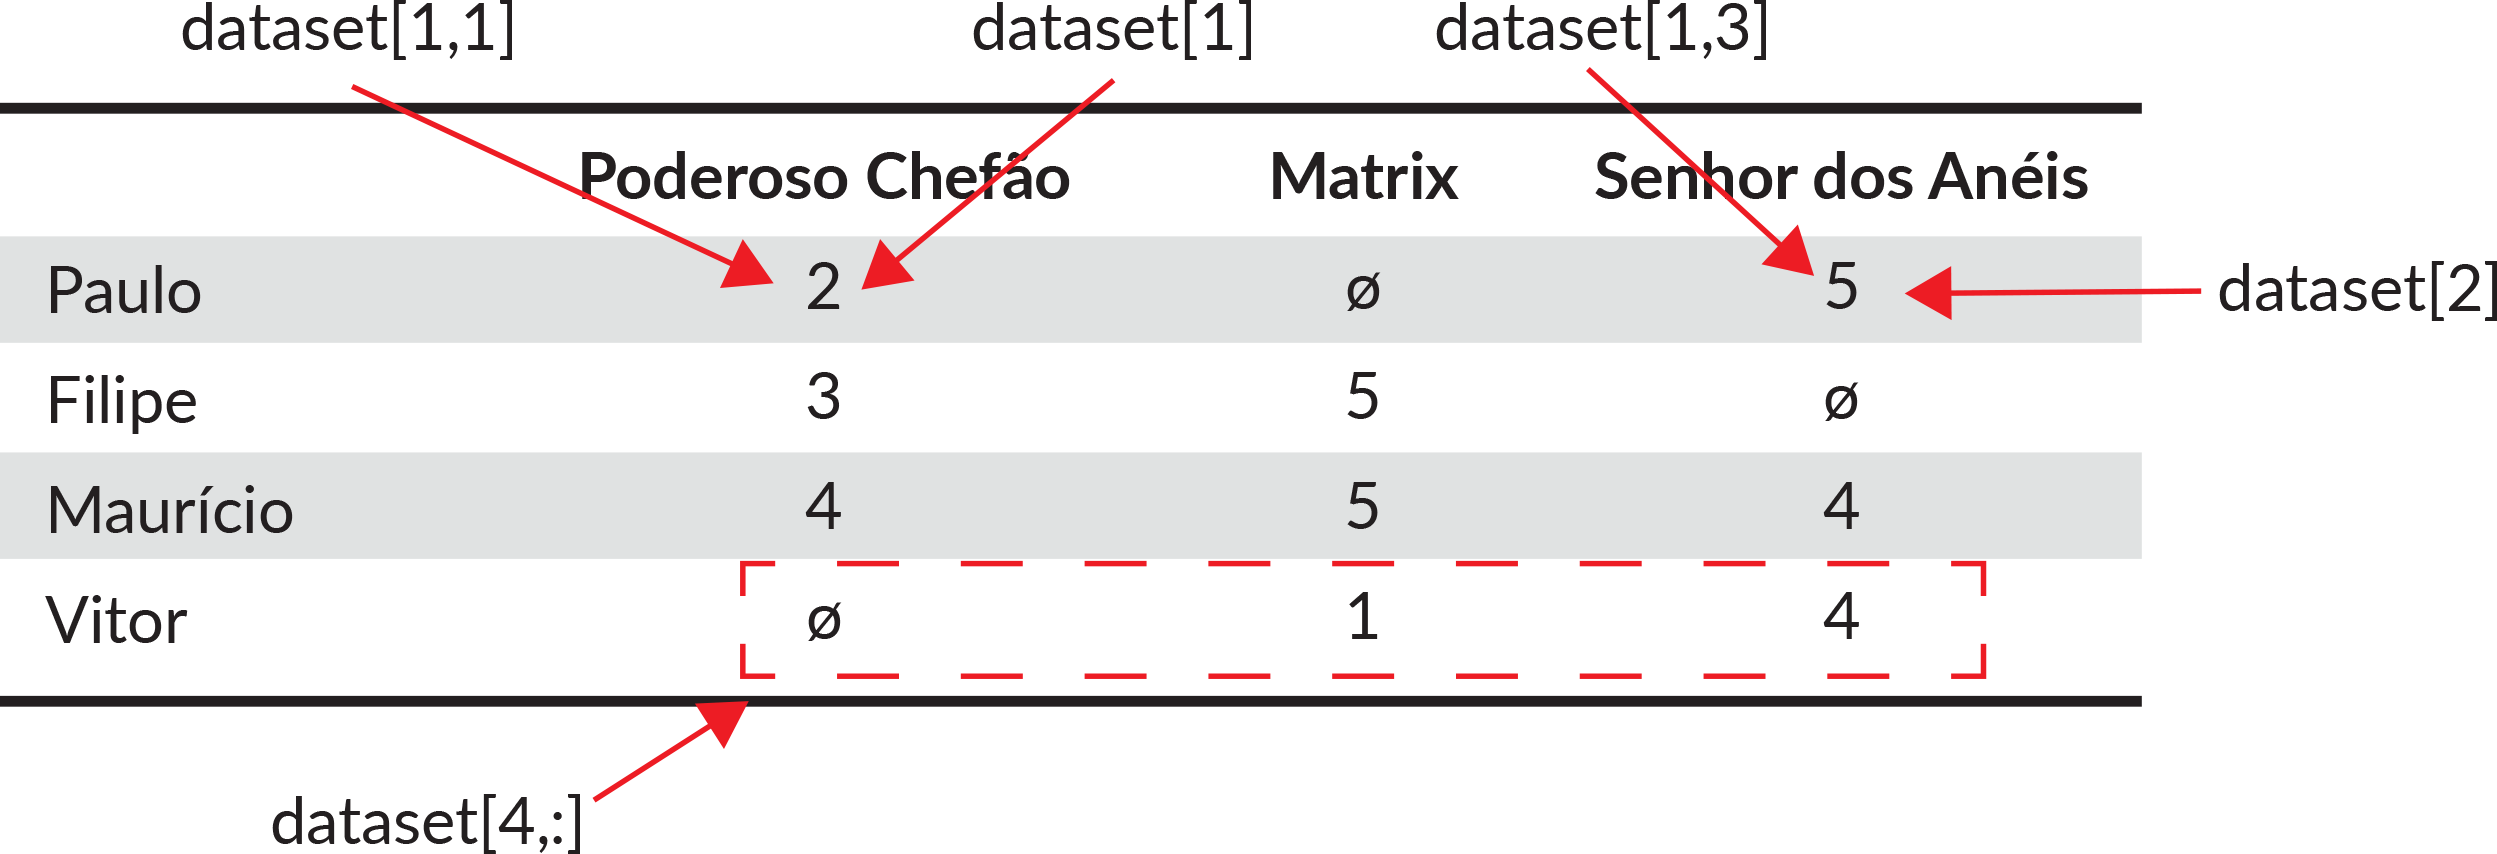 dataset[1,1] dataset[1] dataset[1,3]
Poderoso Chefão Matrix Senhor dos Anéis
Paulo 2 ø 5 dataset[2]
Filipe 3 5 ø
Maurício 4 5 4
Vitor ø 1 4
dataset[4,:]